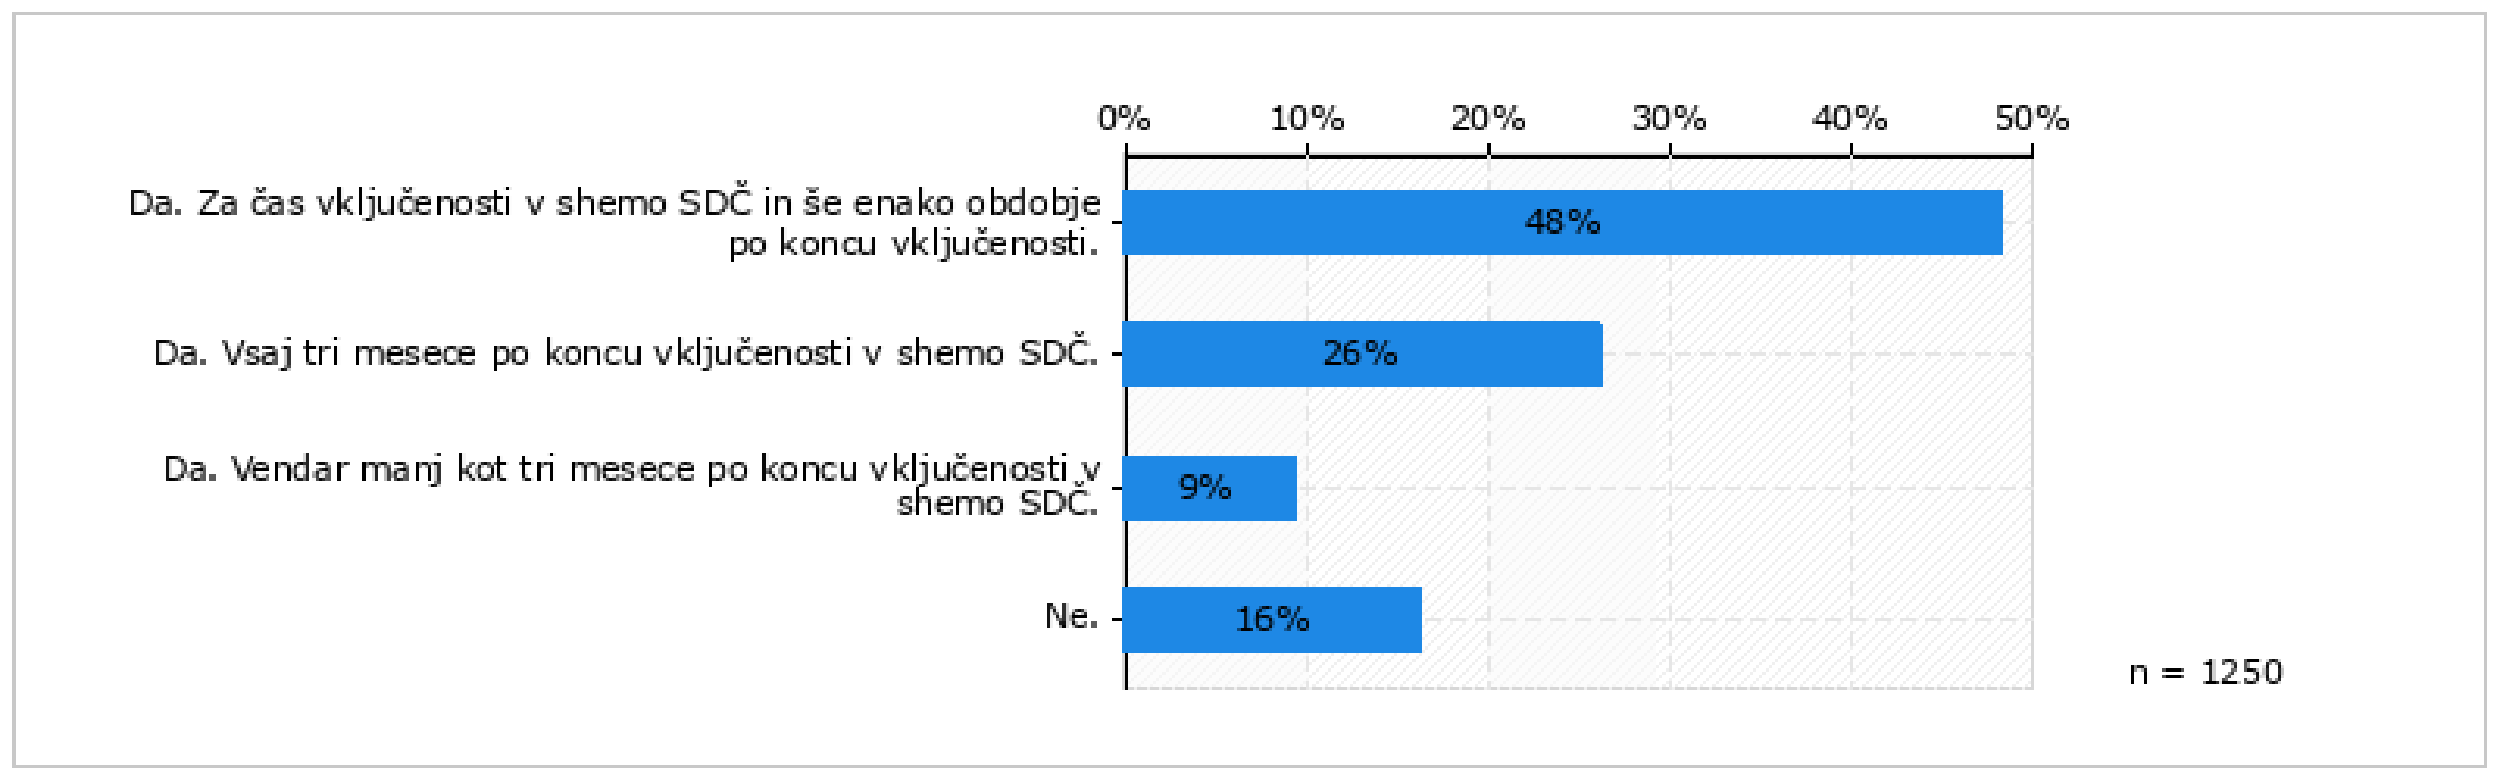 0% 10% 20% 30% 40% 50%
Da. Za čas vključenosti v shemo SDČ in še enako obdobje
po koncu vključenosti.
48%
Da. Vsaj tri mesece po koncu vključenosti v shemo SDČ.
26%
Da. Vendar manj kot tri mesece po koncu vključenosti v
shemo SDČ.
9%
Ne.
16%
n = 1250